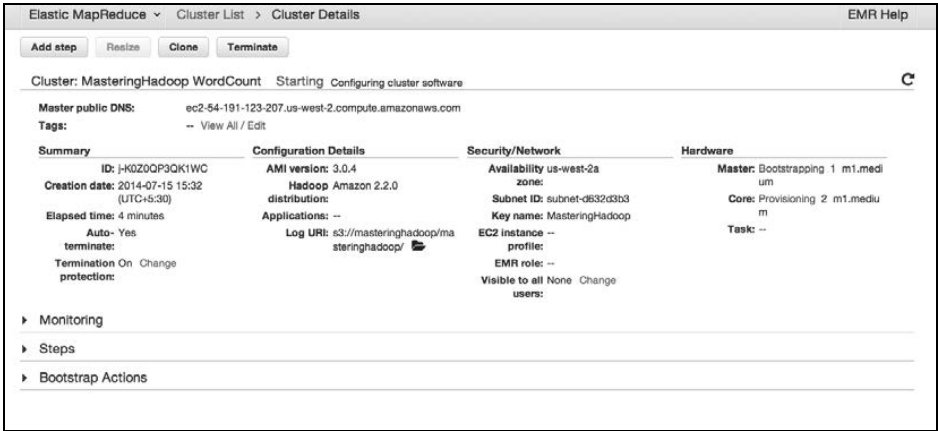 Elastic MapReduce Cluster List > Cluster Details EMR Help
Add step Resize Clone Terminate
Cluster: MasteringHadoop WordCount Starting Configuring cluster software
Master public DNS: ec2-54-191-123-207.us-west-2.compute.amazonaws.com
Tags: -- View All / Edit
Summary
ID: j-K0Z0QP3QK1WC
Creation date: 2014-07-15 15:32
(UTC+5:30)
Elapsed time: 4 minutes
Auto- Yes
terminate:
Termination On Change
protection:
Configuration Details
AMI version: 3.0.4
Hadoop Amazon 2.2.0
distribution:
Applications: --
Log URI: s3://masteringhadoop/ma
steringhadoop/
Security/Network
Availability us-west-2a
zone:
Subnet ID: subnet-d632d3b3
Key name: MasteringHadoop
EC2 instance --
profile:
EMR role: --
Visible to all None Change
users:
Hardware
Master: Bootstrapping 1 m1.medi
um
Core: Provisioning 2 m1.mediu
m
Task: --
Monitoring
Steps
Bootstrap Actions